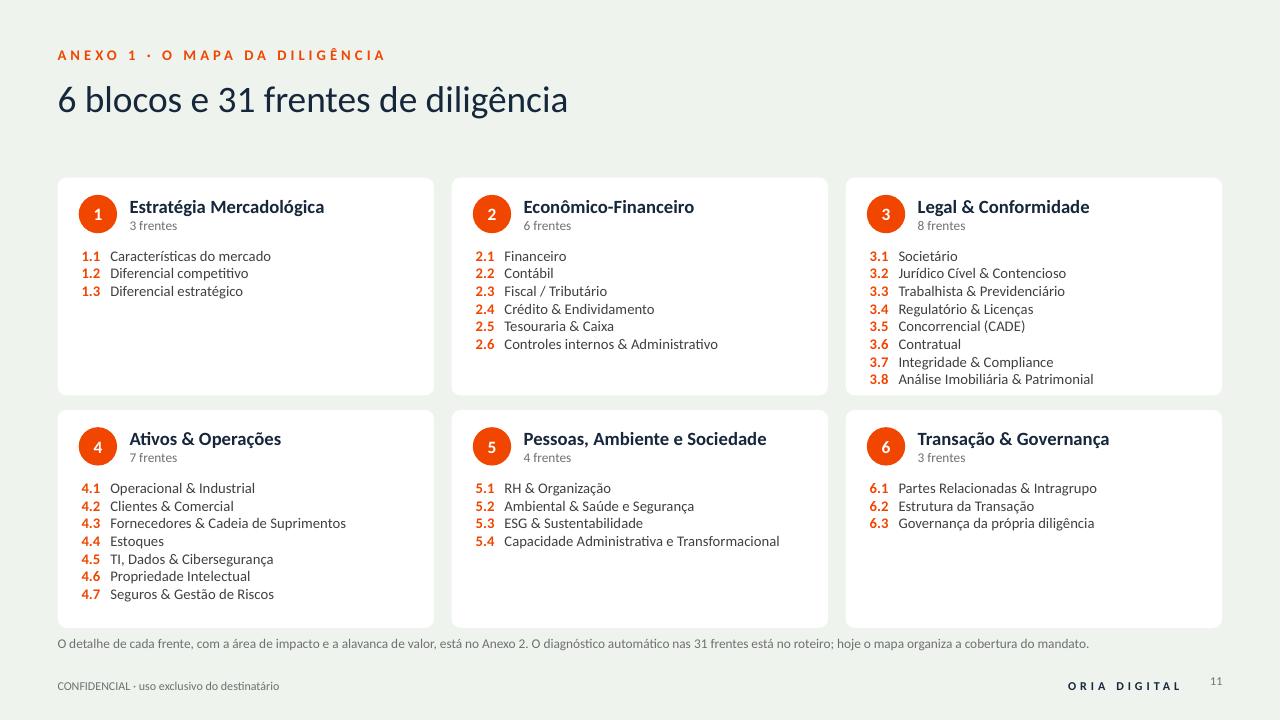 ANEXO 1 · O MAPA DA DILIGÊNCIA
6 blocos e 31 frentes de diligência
1
Estratégia Mercadológica
3 frentes
1.1 Características do mercado
1.2 Diferencial competitivo
1.3 Diferencial estratégico
2
Econômico-Financeiro
6 frentes
2.1 Financeiro
2.2 Contábil
2.3 Fiscal / Tributário
2.4 Crédito & Endividamento
2.5 Tesouraria & Caixa
2.6 Controles internos & Administrativo
3
Legal & Conformidade
8 frentes
3.1 Societário
3.2 Jurídico Cível & Contencioso
3.3 Trabalhista & Previdenciário
3.4 Regulatório & Licenças
3.5 Concorrencial (CADE)
3.6 Contratual
3.7 Integridade & Compliance
3.8 Análise Imobiliária & Patrimonial
4
Ativos & Operações
7 frentes
4.1 Operacional & Industrial
4.2 Clientes & Comercial
4.3 Fornecedores & Cadeia de Suprimentos
4.4 Estoques
4.5 TI, Dados & Cibersegurança
4.6 Propriedade Intelectual
4.7 Seguros & Gestão de Riscos
5
Pessoas, Ambiente e Sociedade
4 frentes
5.1 RH & Organização
5.2 Ambiental & Saúde e Segurança
5.3 ESG & Sustentabilidade
5.4 Capacidade Administrativa e Transformacional
6
Transação & Governança
3 frentes
6.1 Partes Relacionadas & Intragrupo
6.2 Estrutura da Transação
6.3 Governança da própria diligência
O detalhe de cada frente, com a área de impacto e a alavanca de valor, está no Anexo 2. O diagnóstico automático nas 31 frentes está no roteiro; hoje o mapa organiza a cobertura do mandato.
CONFIDENCIAL · uso exclusivo do destinatário
ORIA DIGITAL
11